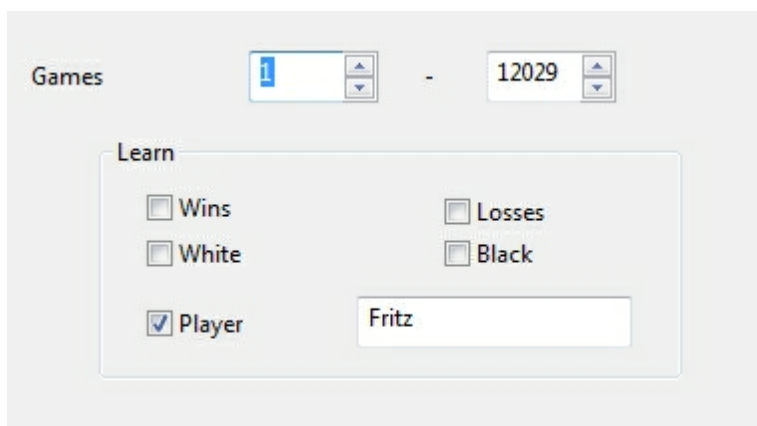 Games 1 - 12029
Learn
Wins Losses
White Black
Player Fritz